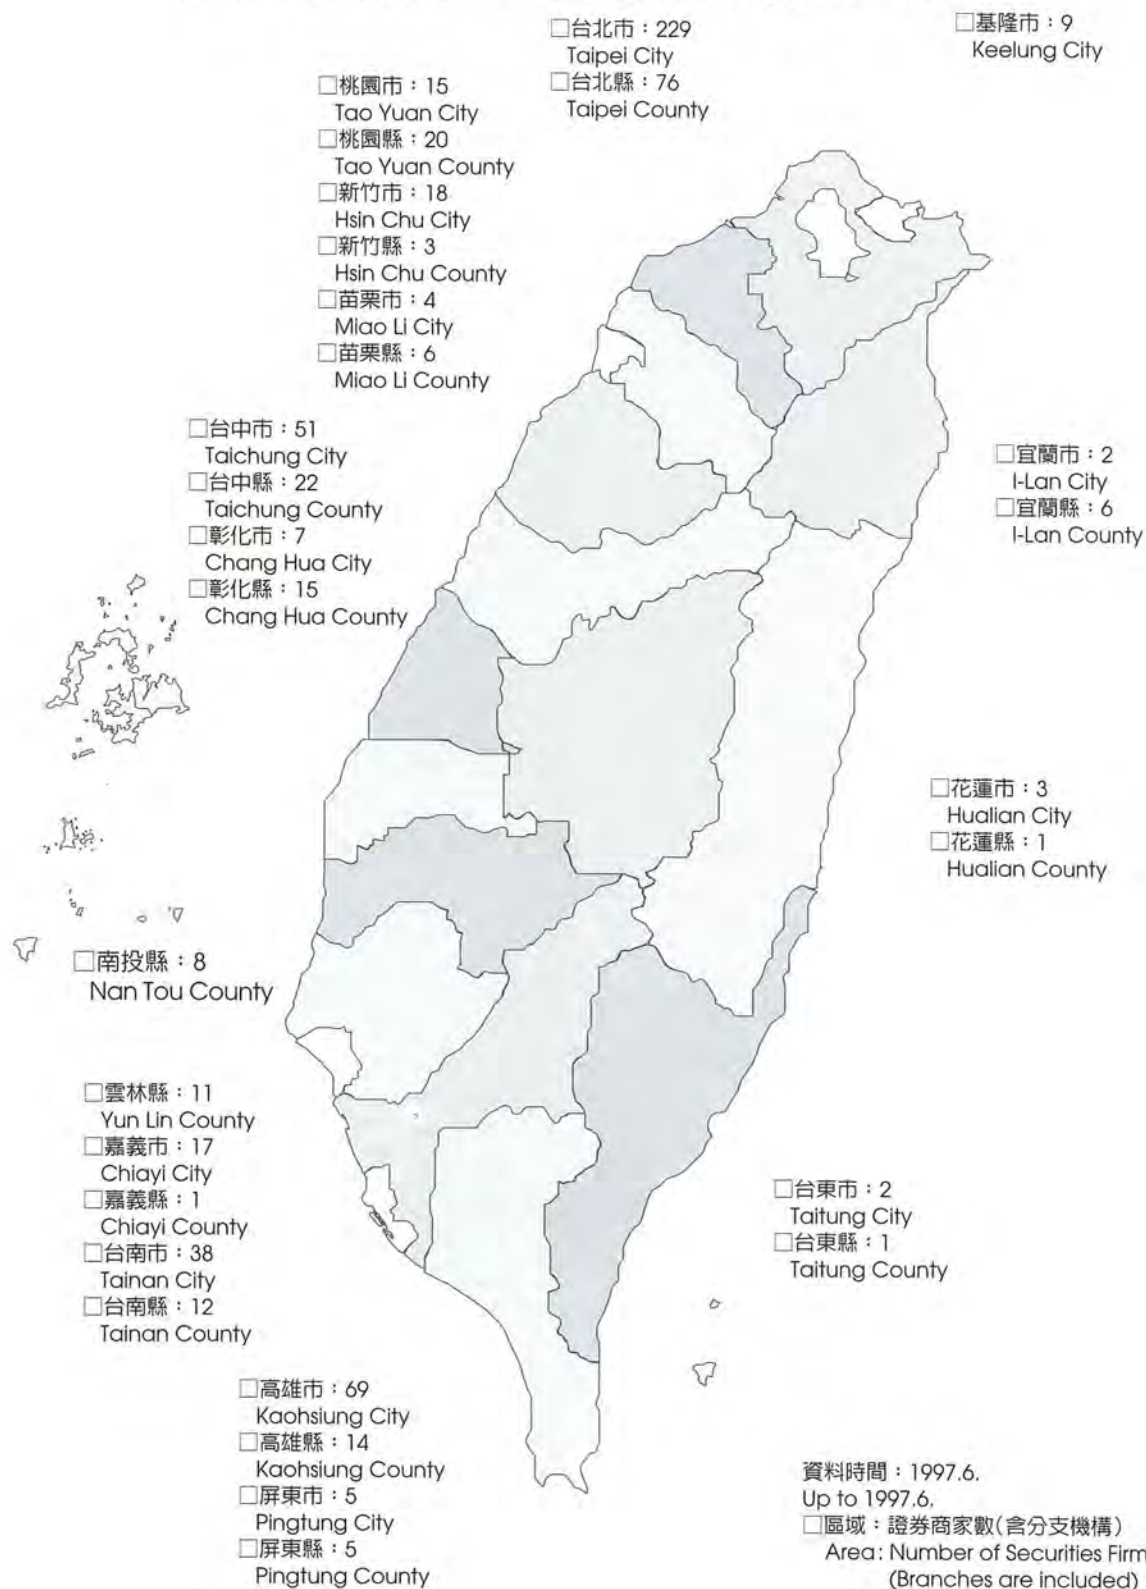 □台北市：229
Taipei City
□台北縣：76
Taipei County
□基隆市：9
Keelung City
□桃園市：15
Tao Yuan City
□桃園縣：20
Tao Yuan County
□新竹市：18
Hsin Chu City
□新竹縣：3
Hsin Chu County
□苗栗市：4
Miao Li City
□苗栗縣：6
Miao Li County
□台中市：51
Taichung City
□台中縣：22
Taichung County
□彰化市：7
Chang Hua City
□彰化縣：15
Chang Hua County
□宜蘭市：2
I-Lan City
□宜蘭縣：6
I-Lan County
□花蓮市：3
Hualian City
□花蓮縣：1
Hualian County
□南投縣：8
Nan Tou County
□雲林縣：11
Yun Lin County
□嘉義市：17
Chiayi City
□嘉義縣：1
Chiayi County
□台南市：38
Tainan City
□台南縣：12
Tainan County
□台東市：2
Taitung City
□台東縣：1
Taitung County
□高雄市：69
Kaohsiung City
□高雄縣：14
Kaohsiung County
□屏東市：5
Pingtung City
□屏東縣：5
Pingtung County
資料時間：1997.6.
Up to 1997.6.
□區域：證券商家數(含分支機構)
Area: Number of Securities Firm
(Branches are included)